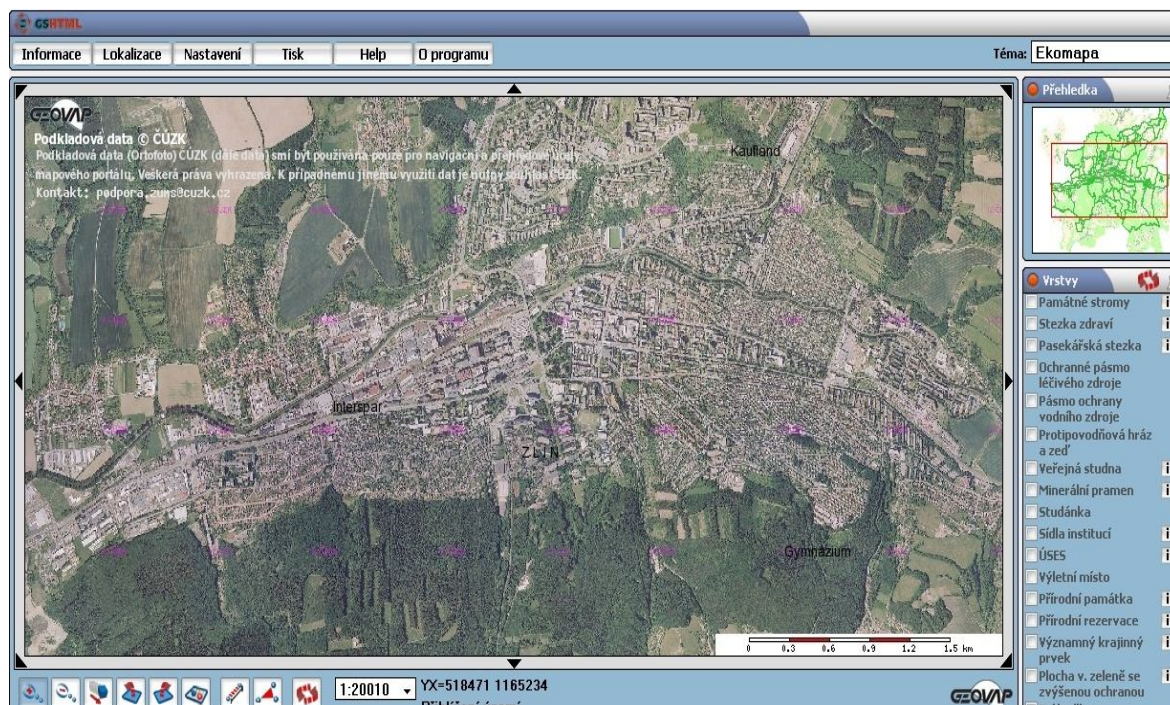 GSHTML
Informace Lokalizace Nastavení Tisk Help O programu
Téma: Ekomapa
GEOVAP
Podkladová data © ČÚZK
Podkladová data (Ortofoto) ČÚZK (dále data) smí být používána pouze pro navigační a přehledové účely
mapového portálu. Veškerá práva vyhrazena. K případnému jinému využití dat je nutný souhlas ČÚZK.
Kontakt: podpora.zums@cuzk.cz
Kaufland
Interspar
ZLÍN
Gymnázium
0 0.3 0.6 0.9 1.2 1.5 km
Přehledka
Vrstvy
Památné stromy
Stezka zdraví
Pasekářská stezka
Ochranné pásmo
léčivého zdroje
Pásmo ochrany
vodního zdroje
Protipovodňová hráz
a zeď
Veřejná studna
Minerální pramen
Studánka
Sídla institucí
ÚSES
Výletní místo
Přírodní památka
Přírodní rezervace
Významný krajinný
prvek
Plocha v. zeleně se
zvýšenou ochranou
1:20010
YX=518471 1165234
GEOVAP